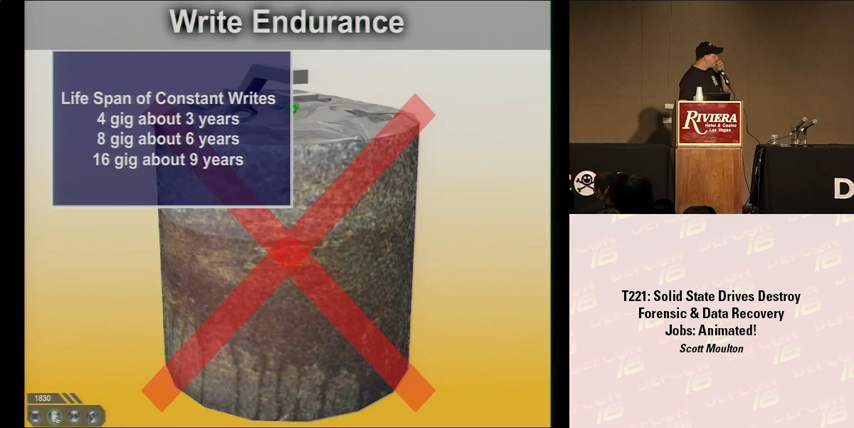 Write Endurance
Life Span of Constant Writes
4 gig about 3 years
8 gig about 6 years
16 gig about 9 years
1830
RIVIERA
Hotel & Casino
Las Vegas
D
T221: Solid State Drives Destroy
Forensic & Data Recovery
Jobs: Animated!
Scott Moulton
DEFCON
16